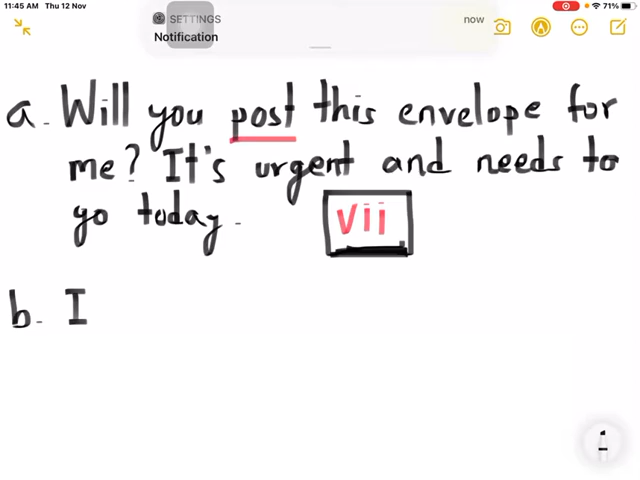 11:45 AM Thu 12 Nov
71%
SETTINGS
now
Notification
a. Will you post this envelope for
me? It's urgent and needs to
go today.
vii
b. I